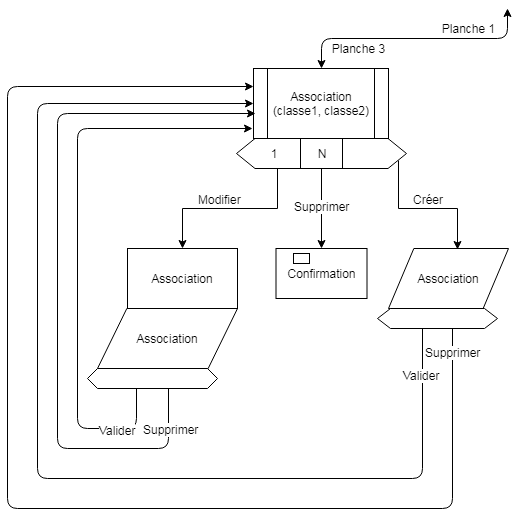 Planche 1
Planche 3
Association
(classe1, classe2)
1
N
Modifier
Supprimer
Créer
Association
Confirmation
Association
Association
Supprimer
Valider
Valider
Supprimer